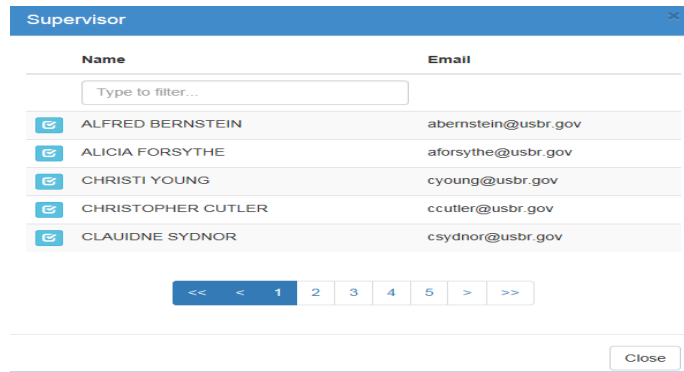 Supervisor ×
Name Email
Type to filter...
ALFRED BERNSTEIN abernstein@usbr.gov
ALICIA FORSYTHE aforsythe@usbr.gov
CHRISTI YOUNG cyoung@usbr.gov
CHRISTOPHER CUTLER ccutler@usbr.gov
CLAUIDNE SYDNOR csydnor@usbr.gov
<< < 1 2 3 4 5 > >>
Close